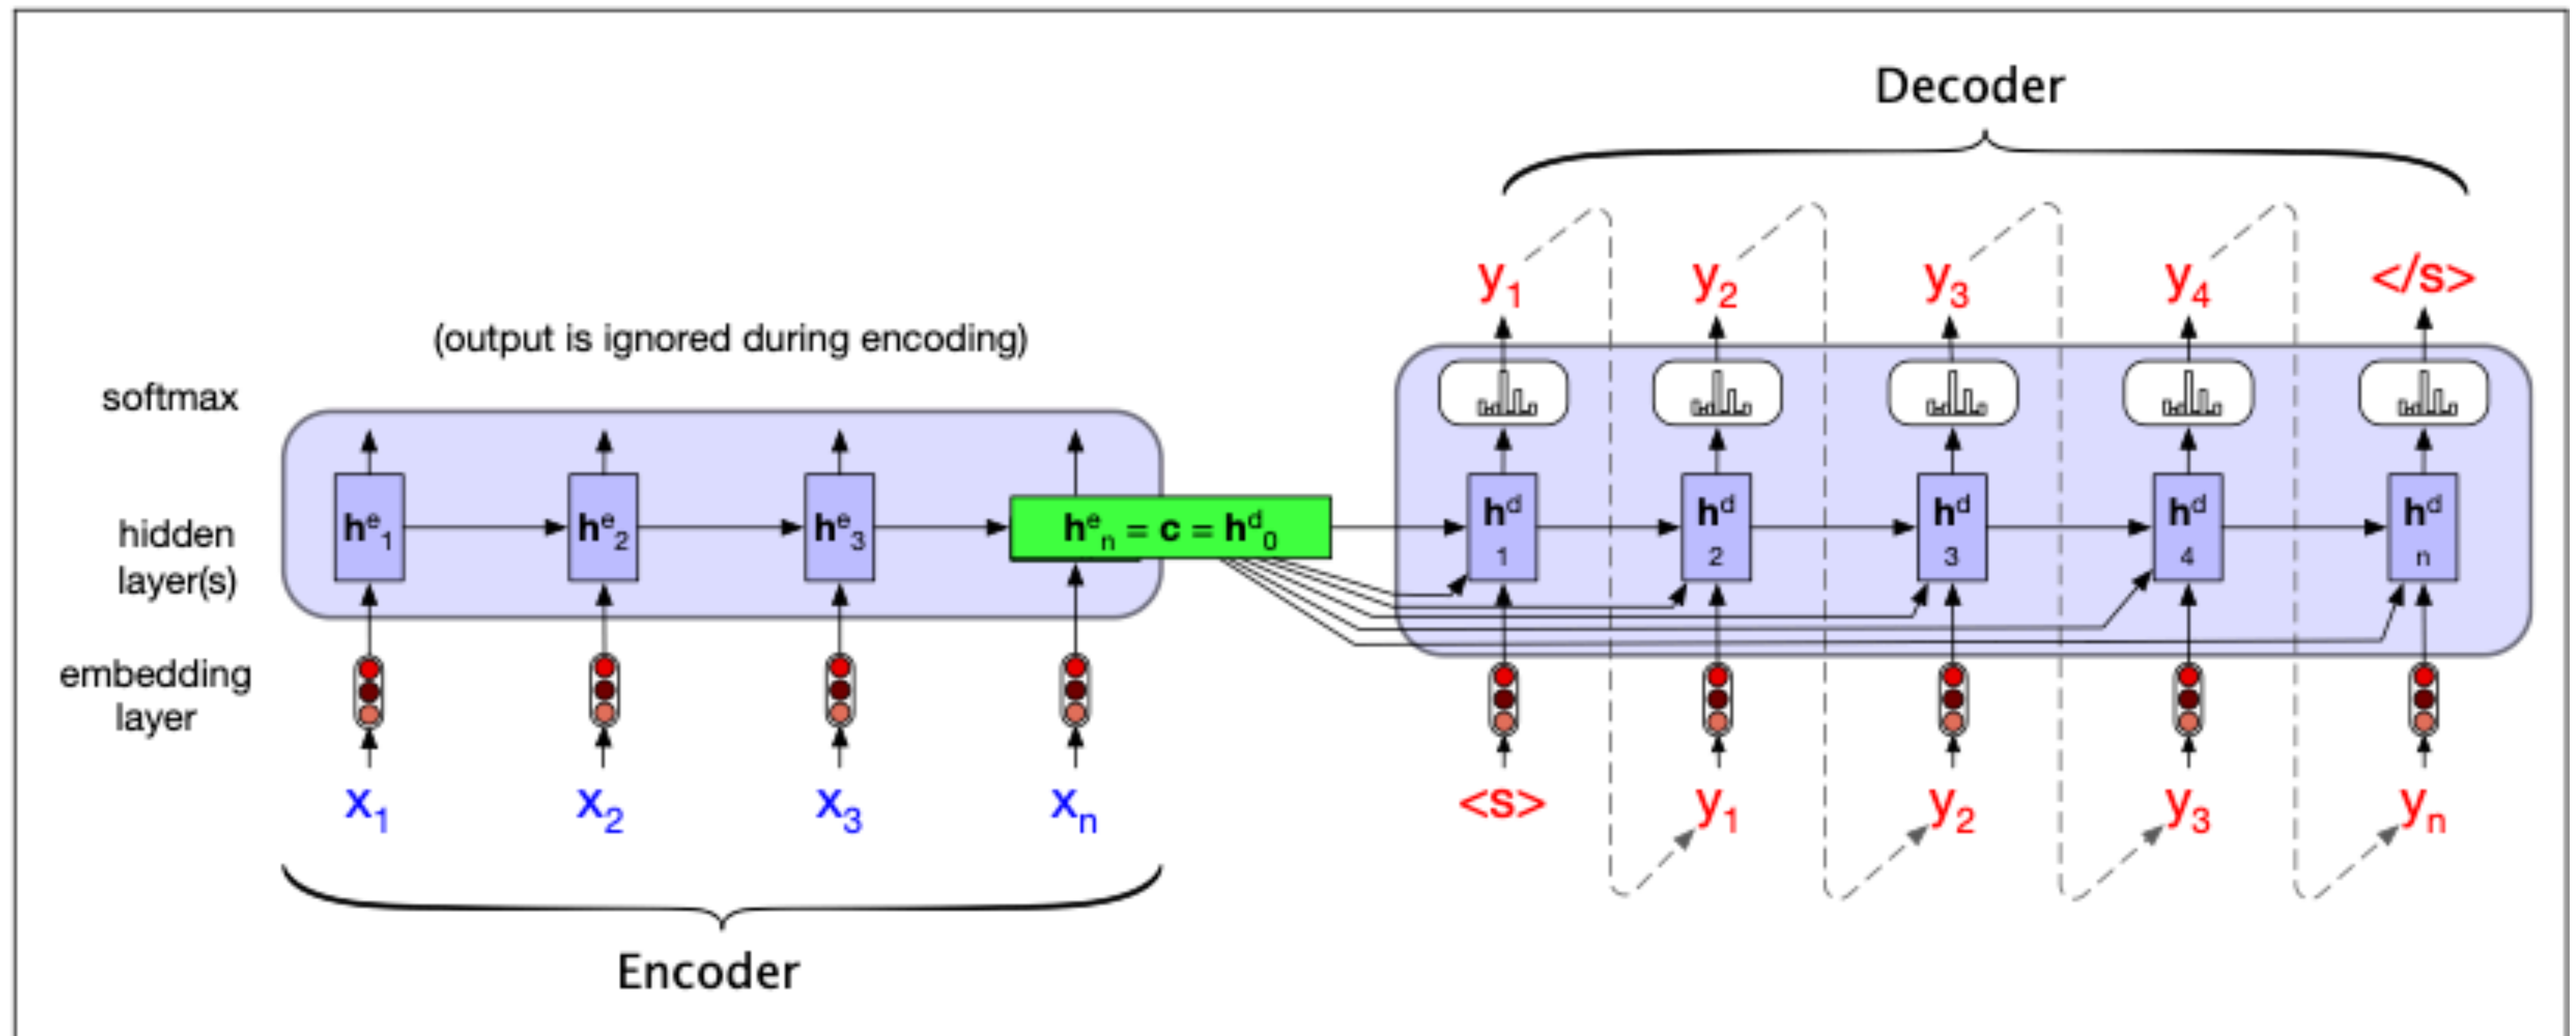 Decoder
y1 y2 y3 y4 </s>
(output is ignored during encoding)
softmax
hidden
layer(s)
he1 he2 he3 hen = c = hd0 hd1 hd2 hd3 hd4 hdn
embedding
layer
x1 x2 x3 xn <s> y1 y2 y3 yn
Encoder